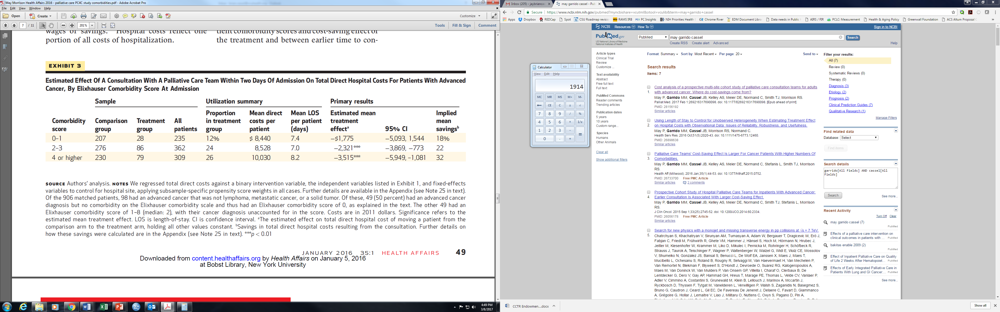 May Morrison Health Affairs 2016 - palliative care PC4C study comorbidities.pdf - Adobe Acrobat Pro
File Edit View Window Help
Open Create Customize
7 / 11 201% Tools Fill & Sign Comment
wages or savings. Hospital costs reflect one
portion of all costs of hospitalization.
tient comorbidity scores and cost-saving effect of
the treatment and between earlier time to con-
EXHIBIT 3
Estimated Effect Of A Consultation With A Palliative Care Team Within Two Days Of Admission On Total Direct Hospital Costs For Patients With Advanced
Cancer, By Elixhauser Comorbidity Score At Admission
Sample Utilization summary Primary results
Comorbidity score Comparison group Treatment group All patients Proportion in treatment group Mean direct costs per patient Mean LOS per patient (days) Estimated mean treatment effectᵃ 95% CI Implied mean savingsᵇ
0–1 207 28 235 12% $ 8,440 7.4 −$1,775 −5,093, 1,544 18%
2–3 276 86 362 24 8,528 7.0 −2,321*** −3,869, −773 22
4 or higher 230 79 309 26 10,030 8.2 −3,515*** −5,949, −1,081 32
SOURCE Authors' analysis. NOTES We regressed total direct costs against a binary intervention variable, the independent variables listed in Exhibit 1, and fixed-effects
variables to control for hospital site, applying subsample-specific propensity score weights in all cases. Further details are available in the Appendix (see Note 25 in text).
Of the 906 matched patients, 98 had an advanced cancer that was not lymphoma, metastatic cancer, or a solid tumor. Of these, 49 (50 percent) had an advanced cancer
diagnosis but no comorbidity on the Elixhauser comorbidity scale and thus had an Elixhauser comorbidity score of 0, as explained in the text. The other 49 had an
Elixhauser comorbidity score of 1–8 (median: 2), with their cancer diagnosis unaccounted for in the score. Costs are in 2011 dollars. Significance refers to the
estimated mean treatment effect. LOS is length-of-stay. CI is confidence interval. ᵃThe estimated effect on total direct hospital cost of moving a patient from the
comparison arm to the treatment arm, holding all other values constant. ᵇSavings in total direct hospital costs resulting from the consultation. Further details on
how these savings were calculated are in the Appendix (see Note 25 in text). ***p < 0.01
JANUARY 2016 35:1 HEALTH AFFAIRS 49
Downloaded from content.healthaffairs.org by Health Affairs on January 5, 2016
at Bobst Library, New York University
4:49 PM
3/8/2017
Inbox (205) - jaybriancas may garrido cassel - Pub
Secure https://www.ncbi.nlm.nih.gov/pubmed?myncbishare=vcutml&otool=vculib&term=may+garrido+cassel
Apps Dropbox REDCap Spot CSU Roadmap revisio RAMS IRB PC Insights NIH Priorities Health Chrome River EDM Document Libra Data needs in Public AIRS / FIR PCLC: Measurement Health & Aging Policy Greatwall Foundation ACS Altum Proposal
NCBI Resources How To Sign in to NCBI
PubMed.gov
US National Library of Medicine
National Institutes of Health
PubMed may garrido cassel Search
Create RSS Create alert Advanced Help
Calculator
View Edit Help
1914
MC MR MS M+ M-
← CE C ± √
7 8 9 / %
4 5 6 * 1/x
1 2 3 - =
0 . +
Article types
Clinical Trial
Review
Customize ...
Text availability
Abstract
Free full text
Full text
PubMed Commons
Reader comments
Trending articles
Publication dates
5 years
10 years
Custom range...
Species
Humans
Other Animals
Clear all
Show additional filters
Format: Summary Sort by: Most Recent Per page: 20 Send to
Search results
Items: 7
Cost analysis of a prospective multi-site cohort study of palliative care consultation teams for adults
1. with advanced cancer: Where do cost-savings come from?
May P, Garrido MM, Cassel JB, Kelley AS, Meier DE, Normand C, Smith TJ, Morrison RS.
Palliat Med. 2017 Feb 1:269216317690098. doi: 10.1177/0269216317690098. [Epub ahead of print]
PMID: 28156192
Similar articles
Using Length of Stay to Control for Unobserved Heterogeneity When Estimating Treatment Effect
2. on Hospital Costs with Observational Data: Issues of Reliability, Robustness, and Usefulness.
May P, Garrido MM, Cassel JB, Morrison RS, Normand C.
Health Serv Res. 2016 Oct;51(5):2020-43. doi: 10.1111/1475-6773.12460.
PMID: 26898638
Similar articles
Palliative Care Teams' Cost-Saving Effect Is Larger For Cancer Patients With Higher Numbers Of
3. Comorbidities.
May P, Garrido MM, Cassel JB, Kelley AS, Meier DE, Normand C, Stefanis L, Smith TJ, Morrison
RS.
Health Aff (Millwood). 2016 Jan;35(1):44-53. doi: 10.1377/hlthaff.2015.0752.
PMID: 26733700 Free PMC Article
Similar articles 2 comments
Prospective Cohort Study of Hospital Palliative Care Teams for Inpatients With Advanced Cancer:
4. Earlier Consultation Is Associated With Larger Cost-Saving Effect.
May P, Garrido MM, Cassel JB, Kelley AS, Meier DE, Normand C, Smith TJ, Stefanis L, Morrison
RS.
J Clin Oncol. 2015 Sep 1;33(25):2745-52. doi: 10.1200/JCO.2014.60.2334.
PMID: 26056178 Free PMC Article
Similar articles
Search for new physics with a monojet and missing transverse energy in pp collisions at √s = 7 TeV.
5. Chatrchyan S, Khachatryan V, Sirunyan AM, Tumasyan A, Adam W, Bergauer T, Dragicevic M, Erö J,
Fabjan C, Friedl M, Frühwirth R, Ghete VM, Hammer J, Hänsel S, Hoch M, Hörmann N, Hrubec J,
Jeitler M, Kiesenhofer W, Krammer M, Liko D, Mikulec I, Pernicka M, Rohringer H, Schöfbeck R,
Strauss J, Taurok A, Teischinger F, Wagner P, Waltenberger W, Walzel G, Widl E, Wulz CE, Mossolov
V, Shumeiko N, Gonzalez JS, Bansal S, Benucci L, De Wolf EA, Janssen X, Maes J, Maes T,
Mucibello L, Ochesanu S, Roland B, Rougny R, Selvaggi M, Van Haevermaet H, Van Mechelen P,
Van Remortel N, Blekman F, Blyweert S, D'Hondt J, Devroede O, Suarez RG, Kalogeropoulos A,
Maes M, Van Doninck W, Van Mulders P, Van Onsem GP, Villella I, Charaf O, Clerbaux B, De
Lentdecker G, Dero V, Gay AP, Hammad GH, Hreus T, Marage PE, Thomas L, Velde CV, Vanlaer P,
Adler V, Cimmino A, Costantini S, Grunewald M, Klein B, Lellouch J, Marinov A, Mccartin J,
Ryckbosch D, Thyssen F, Tytgat M, Vanelderen L, Verwilligen P, Walsh S, Zaganidis N, Basegmez S,
Bruno G, Caudron J, Ceard L, Gil EC, De Favereau De Jeneret J, Delaere C, Favart D, Giammanco
A, Grégoire G, Hollar J, Lemaitre V, Liao J, Militaru O, Nuttens C, Ovyn S, Pagano D, Pin A,
Filter your results:
All (7)
Review (0)
Systematic Reviews (0)
Therapy (0)
Diagnosis (3)
Etiology (2)
Prognosis (2)
Clinical Prediction Guides (7)
Qualitative Research (1)
Manage Filters
Find related data
Database: Select
Find items
Search details
garrido[All Fields] AND cassel[All
Fields]
Search See more...
Recent Activity
Turn Off Clear
may garrido cassel (7)
PubMed
Effects of a palliative care intervention on
clinical outcomes in patients with ... PubMed
bakitas enable 2009 (2)
PubMed
Effect of Inpatient Palliative Care on Quality
of Life 2 Weeks After Hematopoiet... PubMed
Effects of Early Integrated Palliative Care in
Patients With Lung and GI Cancer:... PubMed
See more...
CCTR Endowmen....docx Show all